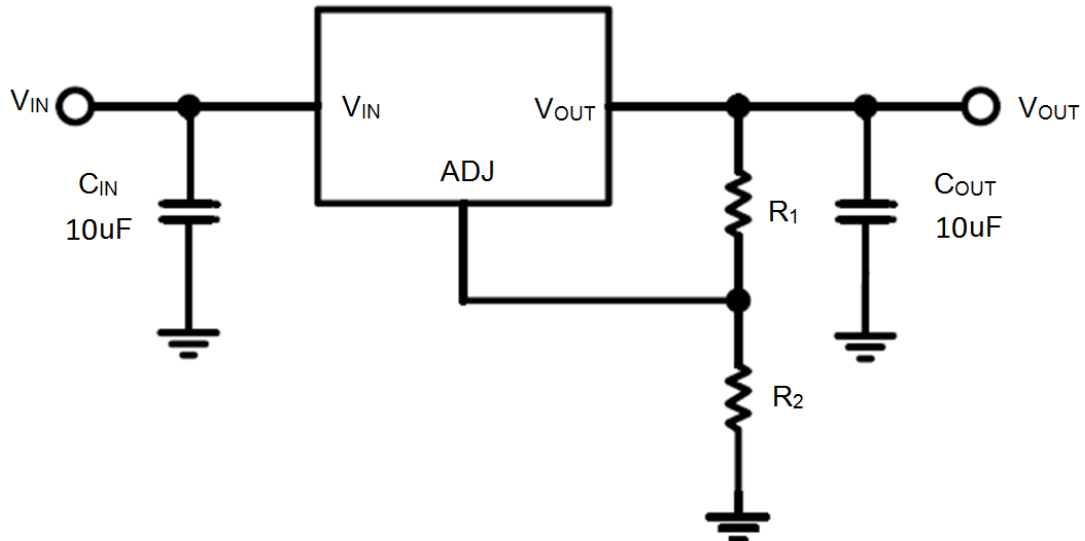 VIN
VIN
VOUT
VOUT
ADJ
CIN
10uF
R1
COUT
10uF
R2